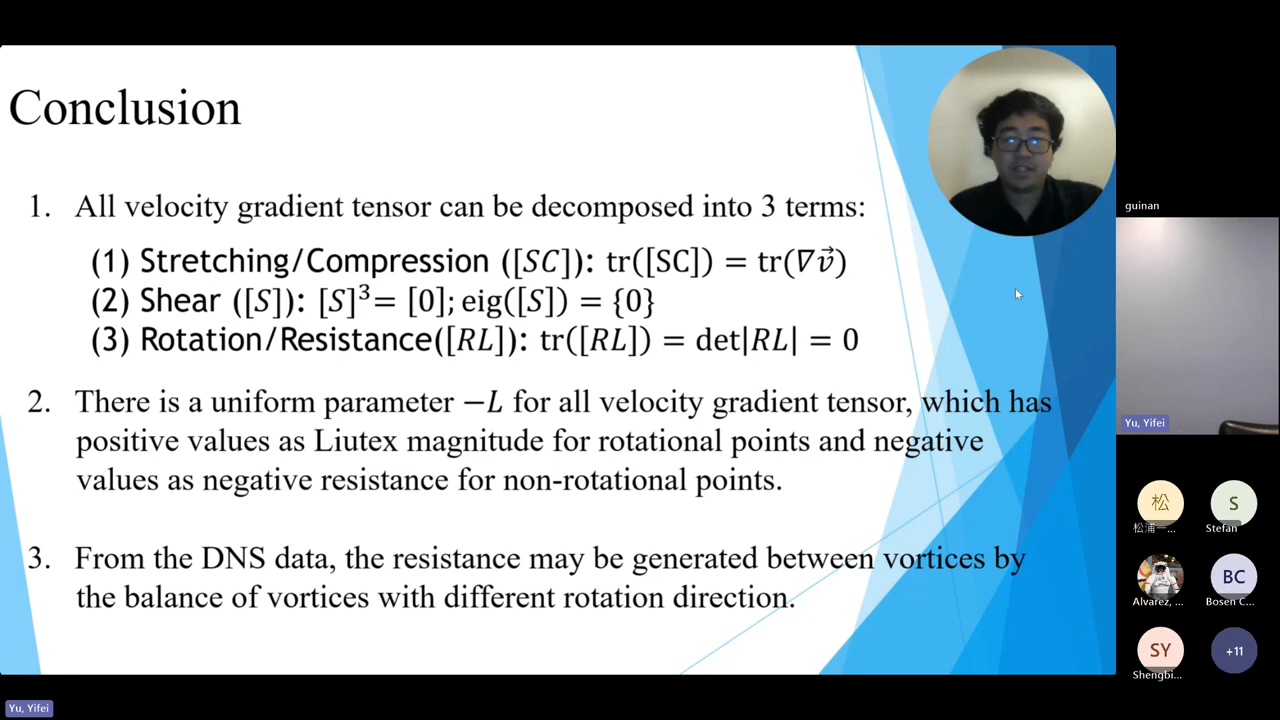 Conclusion
1. All velocity gradient tensor can be decomposed into 3 terms:
(1) Stretching/Compression ([SC]): tr([SC]) = tr(∇v⃗)
(2) Shear ([S]): [S]³= [0]; eig([S]) = {0}
(3) Rotation/Resistance([RL]): tr([RL]) = det|RL| = 0
2. There is a uniform parameter −L for all velocity gradient tensor, which has
positive values as Liutex magnitude for rotational points and negative
values as negative resistance for non-rotational points.
3. From the DNS data, the resistance may be generated between vortices by
the balance of vortices with different rotation direction.
guinan
Yu, Yifei
松
S
松浦一...
Stefan
BC
Alvarez, ...
Bosen C...
SY
+11
Shengbi...
Yu, Yifei